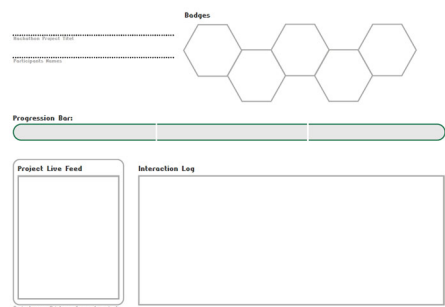 Badges
Hackathon Project Title
Participants Names
Progression Bar:
Project Live Feed
Interaction Log